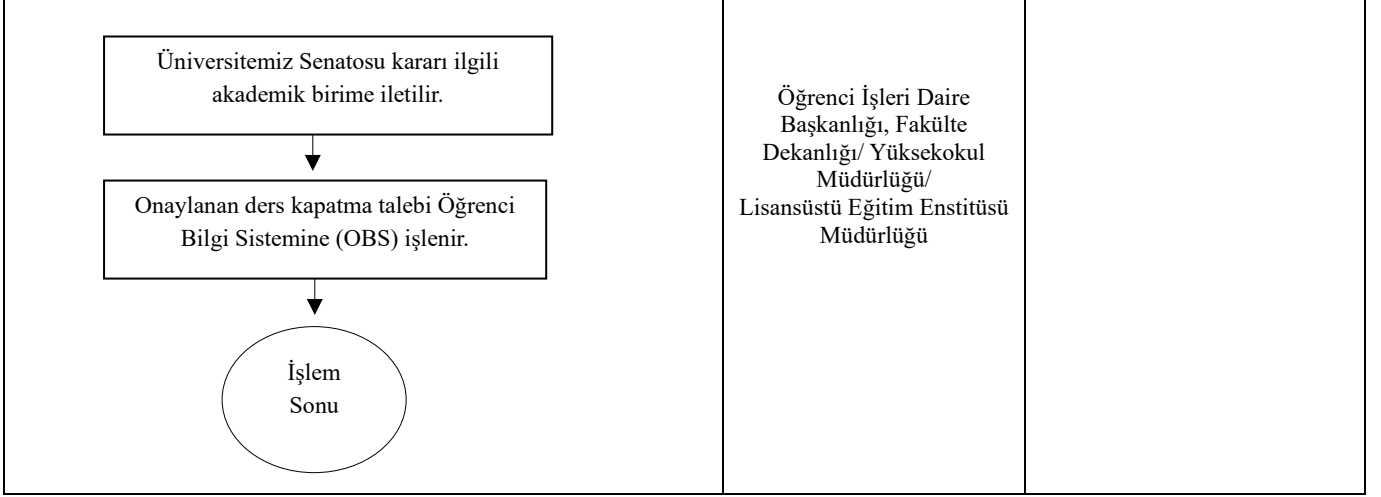 Üniversitemiz Senatosu kararı ilgili
akademik birime iletilir.
Onaylanan ders kapatma talebi Öğrenci
Bilgi Sistemine (OBS) işlenir.
İşlem
Sonu
Öğrenci İşleri Daire
Başkanlığı, Fakülte
Dekanlığı/ Yüksekokul
Müdürlüğü/
Lisansüstü Eğitim Enstitüsü
Müdürlüğü